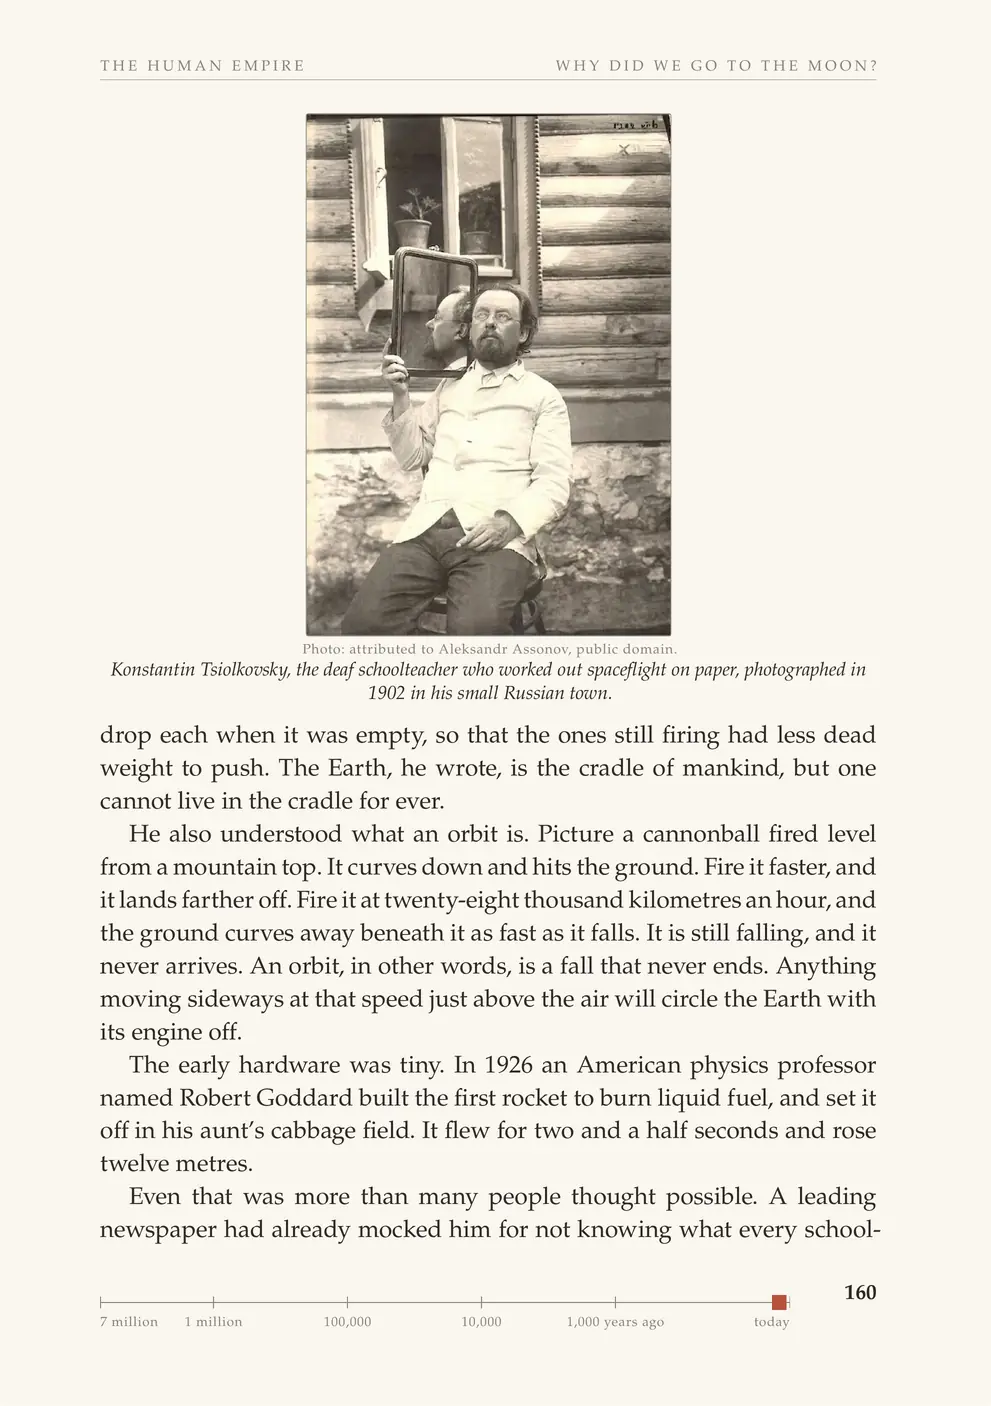 THE HUMAN EMPIRE
WHY DID WE GO TO THE MOON?
Photo: attributed to Aleksandr Assonov, public domain.
Konstantin Tsiolkovsky, the deaf schoolteacher who worked out spaceflight on paper, photographed in
1902 in his small Russian town.
drop each when it was empty, so that the ones still firing had less dead
weight to push. The Earth, he wrote, is the cradle of mankind, but one
cannot live in the cradle for ever.
He also understood what an orbit is. Picture a cannonball fired level
from a mountain top. It curves down and hits the ground. Fire it faster, and
it lands farther off. Fire it at twenty-eight thousand kilometres an hour, and
the ground curves away beneath it as fast as it falls. It is still falling, and it
never arrives. An orbit, in other words, is a fall that never ends. Anything
moving sideways at that speed just above the air will circle the Earth with
its engine off.
The early hardware was tiny. In 1926 an American physics professor
named Robert Goddard built the first rocket to burn liquid fuel, and set it
off in his aunt’s cabbage field. It flew for two and a half seconds and rose
twelve metres.
Even that was more than many people thought possible. A leading
newspaper had already mocked him for not knowing what every school-
160
7 million 1 million 100,000 10,000 1,000 years ago today